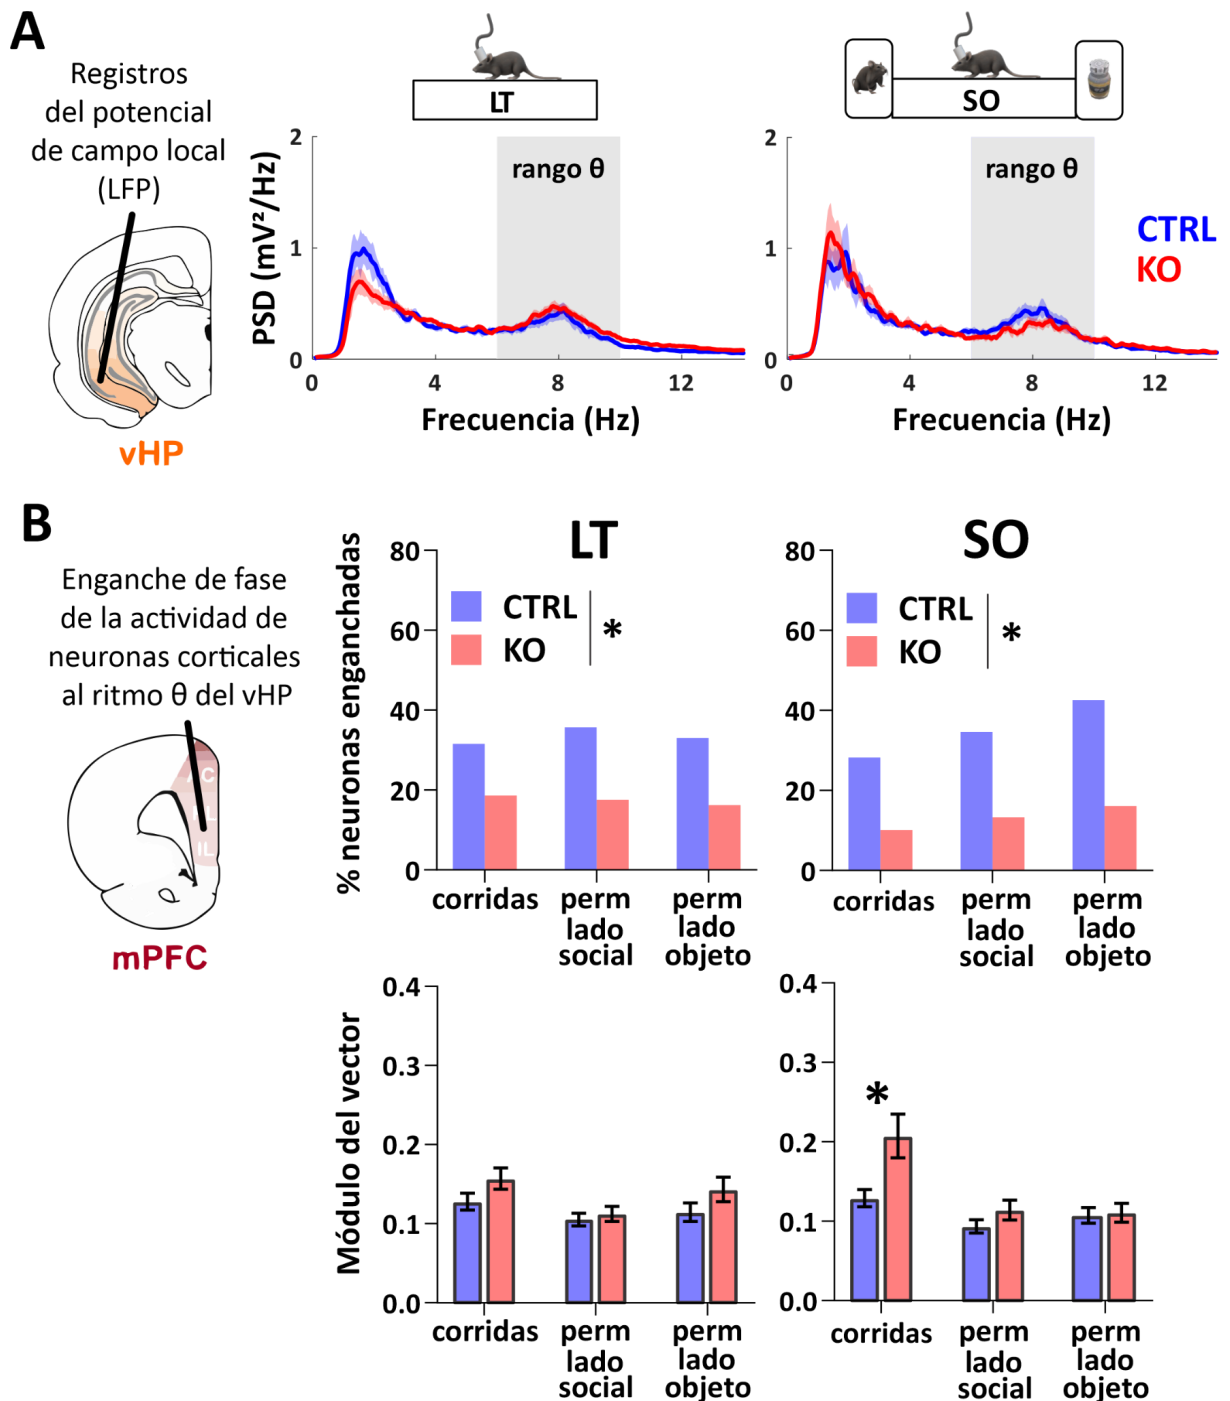 A
Registros
del potencial
de campo local
(LFP)
vHP
LT
SO
PSD (mV²/Hz)
2
1
0
rango θ
0 4 8 12
Frecuencia (Hz)
2
1
0
rango θ
0 4 8 12
Frecuencia (Hz)
CTRL
KO
B
Enganche de fase
de la actividad de
neuronas corticales
al ritmo θ del vHP
AC
IL
mPFC
LT
% neuronas enganchadas
80
60
40
20
0
CTRL
KO
*
corridas
perm
lado
social
perm
lado
objeto
SO
80
60
40
20
0
CTRL
KO
*
corridas
perm
lado
social
perm
lado
objeto
Módulo del vector
0.4
0.3
0.2
0.1
0.0
corridas
perm
lado
social
perm
lado
objeto
0.4
0.3
0.2
0.1
0.0
*
corridas
perm
lado
social
perm
lado
objeto